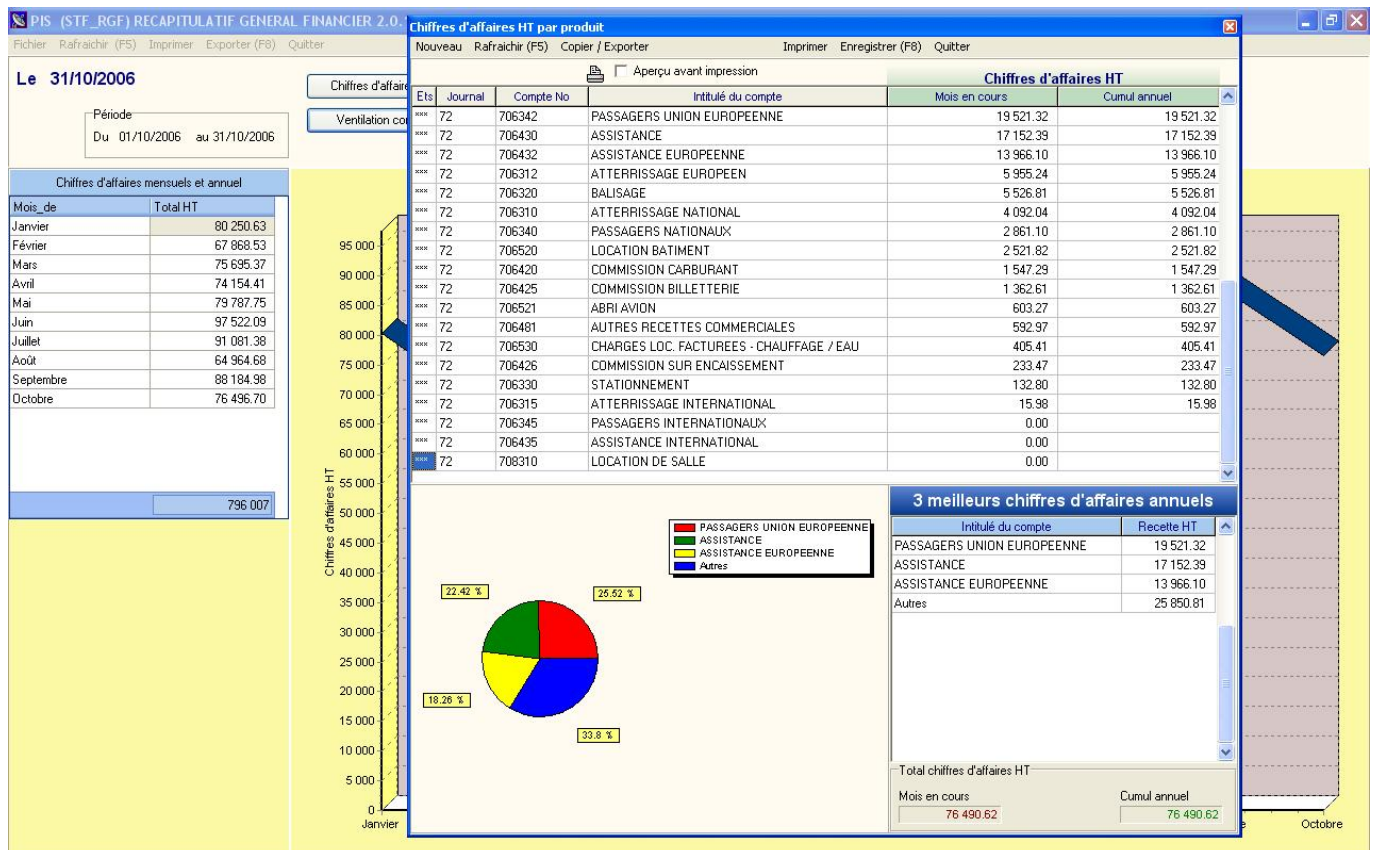 PIS (STF_RGF) RECAPITULATIF GENERAL FINANCIER 2.0.
Fichier Rafraichir (F5) Imprimer Exporter (F8) Quitter
Le 31/10/2006
Période
Du 01/10/2006 au 31/10/2006
Chiffres d'affaire
Ventilation co
Chiffres d'affaires mensuels et annuel
Mois_de Total HT
Janvier 80 250.63
Février 67 868.53
Mars 75 695.37
Avril 74 154.41
Mai 79 787.75
Juin 97 522.09
Juillet 91 081.38
Août 64 964.68
Septembre 88 184.98
Octobre 76 496.70
796 007
Chiffres d'affaires HT
95 000
90 000
85 000
80 000
75 000
70 000
65 000
60 000
55 000
50 000
45 000
40 000
35 000
30 000
25 000
20 000
15 000
10 000
5 000
0
Janvier
Octobre
Chiffres d'affaires HT par produit
Nouveau Rafraichir (F5) Copier / Exporter Imprimer Enregistrer (F8) Quitter
Aperçu avant impression
Chiffres d'affaires HT
Ets Journal Compte No Intitulé du compte Mois en cours Cumul annuel
*** 72 706342 PASSAGERS UNION EUROPEENNE 19 521.32 19 521.32
*** 72 706430 ASSISTANCE 17 152.39 17 152.39
*** 72 706432 ASSISTANCE EUROPEENNE 13 966.10 13 966.10
*** 72 706312 ATTERRISSAGE EUROPEEN 5 955.24 5 955.24
*** 72 706320 BALISAGE 5 526.81 5 526.81
*** 72 706310 ATTERRISSAGE NATIONAL 4 092.04 4 092.04
*** 72 706340 PASSAGERS NATIONAUX 2 861.10 2 861.10
*** 72 706520 LOCATION BATIMENT 2 521.82 2 521.82
*** 72 706420 COMMISSION CARBURANT 1 547.29 1 547.29
*** 72 706425 COMMISSION BILLETTERIE 1 362.61 1 362.61
*** 72 706521 ABRI AVION 603.27 603.27
*** 72 706481 AUTRES RECETTES COMMERCIALES 592.97 592.97
*** 72 706530 CHARGES LOC. FACTUREES - CHAUFFAGE / EAU 405.41 405.41
*** 72 706426 COMMISSION SUR ENCAISSEMENT 233.47 233.47
*** 72 706330 STATIONNEMENT 132.80 132.80
*** 72 706315 ATTERRISSAGE INTERNATIONAL 15.98 15.98
*** 72 706345 PASSAGERS INTERNATIONAUX 0.00
*** 72 706435 ASSISTANCE INTERNATIONAL 0.00
*** 72 708310 LOCATION DE SALLE 0.00
PASSAGERS UNION EUROPEENNE
ASSISTANCE
ASSISTANCE EUROPEENNE
Autres
22.42 %
25.52 %
18.26 %
33.8 %
3 meilleurs chiffres d'affaires annuels
Intitulé du compte Recette HT
PASSAGERS UNION EUROPEENNE 19 521.32
ASSISTANCE 17 152.39
ASSISTANCE EUROPEENNE 13 966.10
Autres 25 850.81
Total chiffres d'affaires HT
Mois en cours Cumul annuel
76 490.62 76 490.62